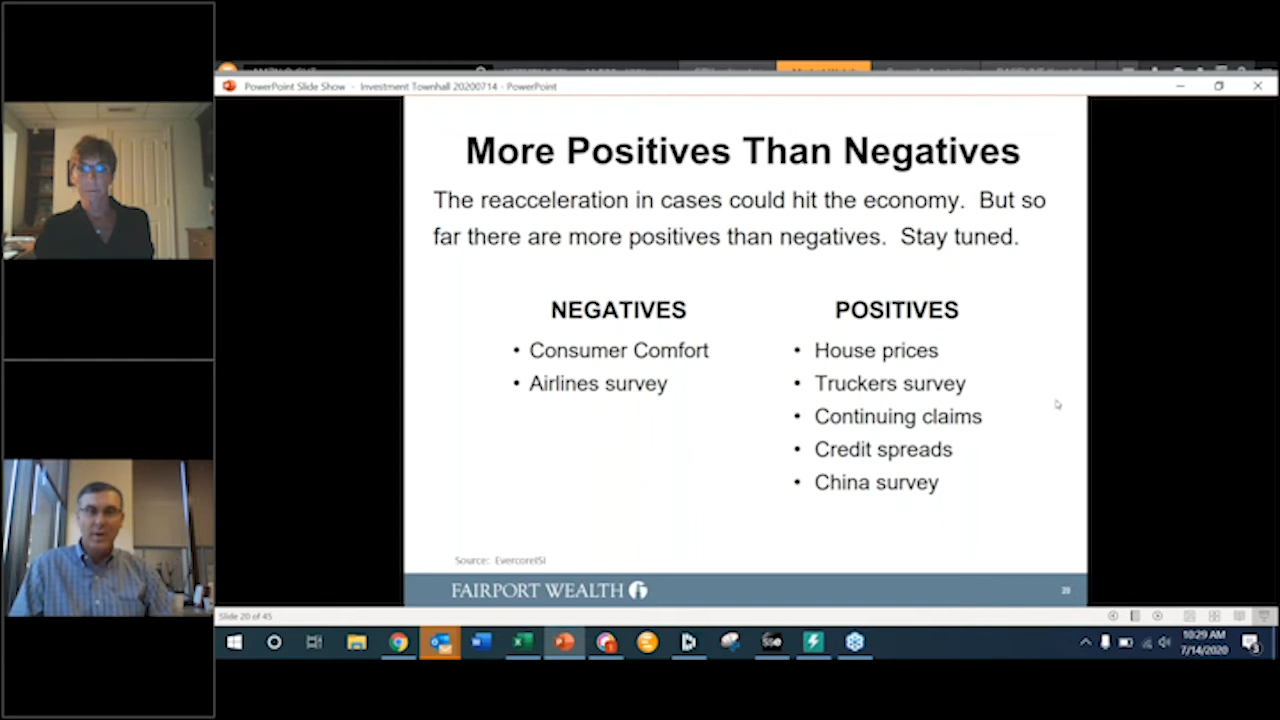 PowerPoint Slide Show - Investment Townhall 20200714 - PowerPoint
More Positives Than Negatives
The reacceleration in cases could hit the economy.  But so
far there are more positives than negatives.  Stay tuned.
NEGATIVES
• Consumer Comfort
• Airlines survey
POSITIVES
• House prices
• Truckers survey
• Continuing claims
• Credit spreads
• China survey
Source: EvercoreISI
FAIRPORT WEALTH
20
Slide 20 of 45
10:29 AM
7/14/2020